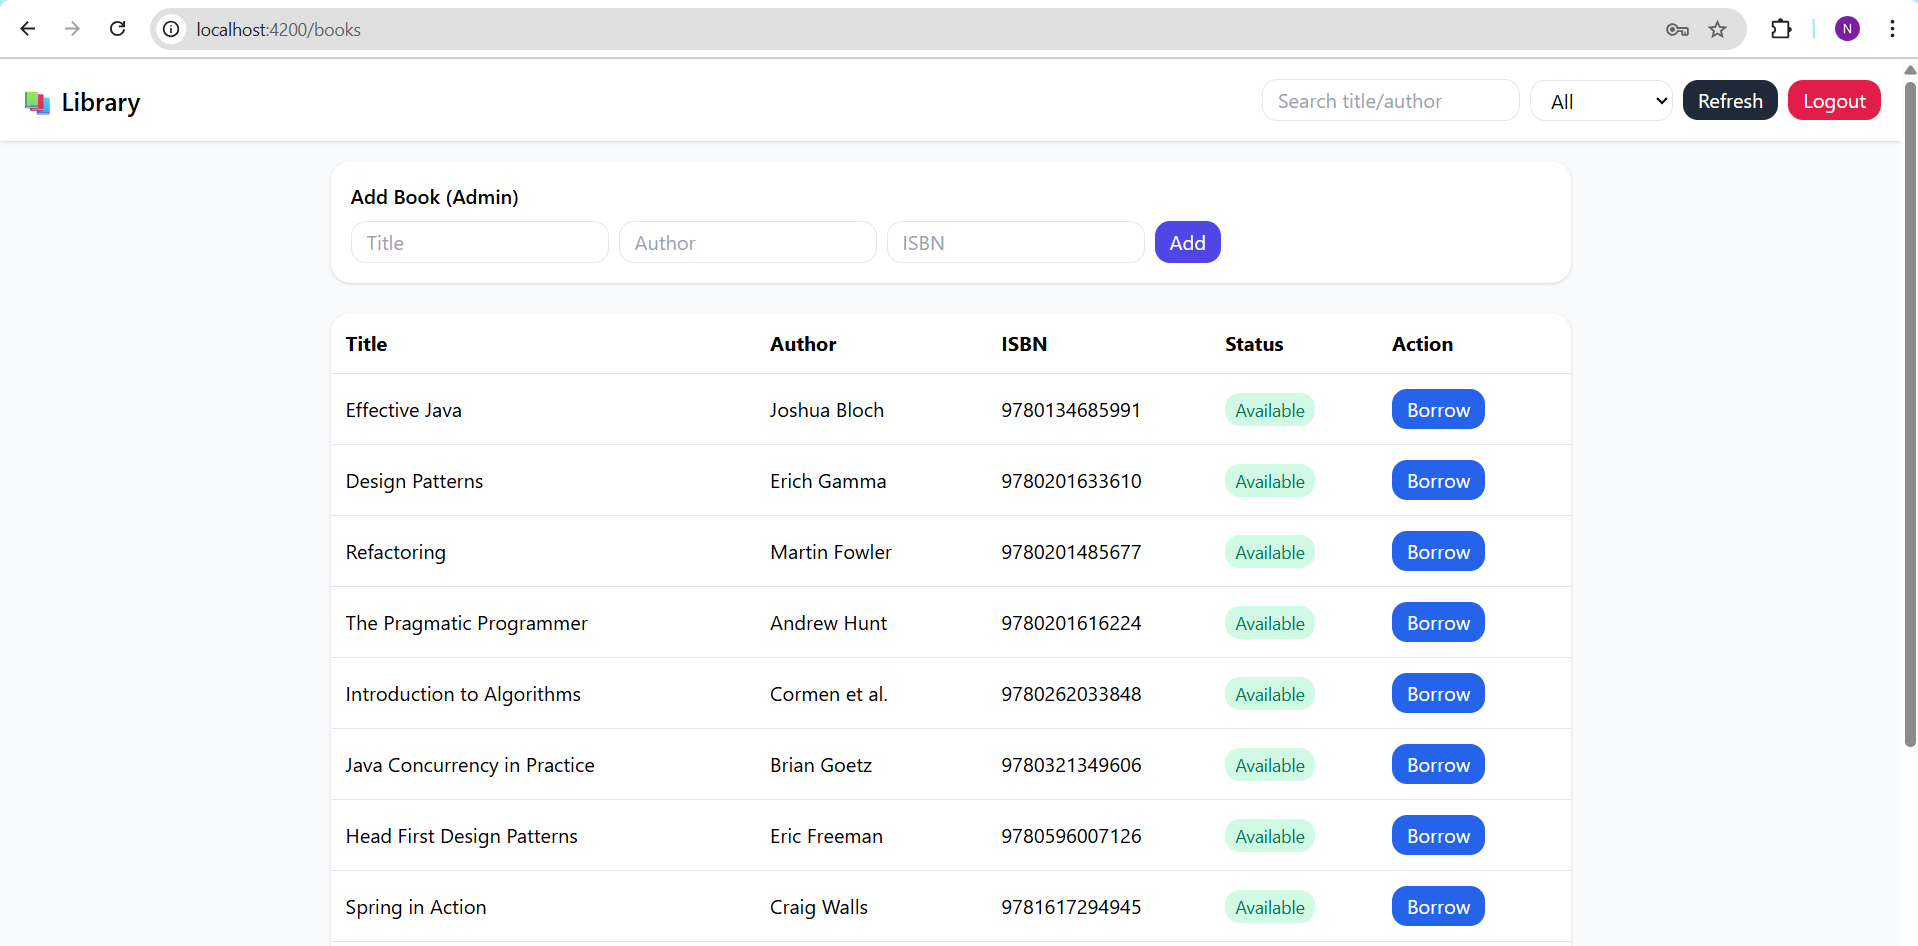 localhost:4200/books
N
Library
Search title/author All Refresh Logout
Add Book (Admin)
Title Author ISBN Add
Title Author ISBN Status Action
Effective Java Joshua Bloch 9780134685991 Available Borrow
Design Patterns Erich Gamma 9780201633610 Available Borrow
Refactoring Martin Fowler 9780201485677 Available Borrow
The Pragmatic Programmer Andrew Hunt 9780201616224 Available Borrow
Introduction to Algorithms Cormen et al. 9780262033848 Available Borrow
Java Concurrency in Practice Brian Goetz 9780321349606 Available Borrow
Head First Design Patterns Eric Freeman 9780596007126 Available Borrow
Spring in Action Craig Walls 9781617294945 Available Borrow